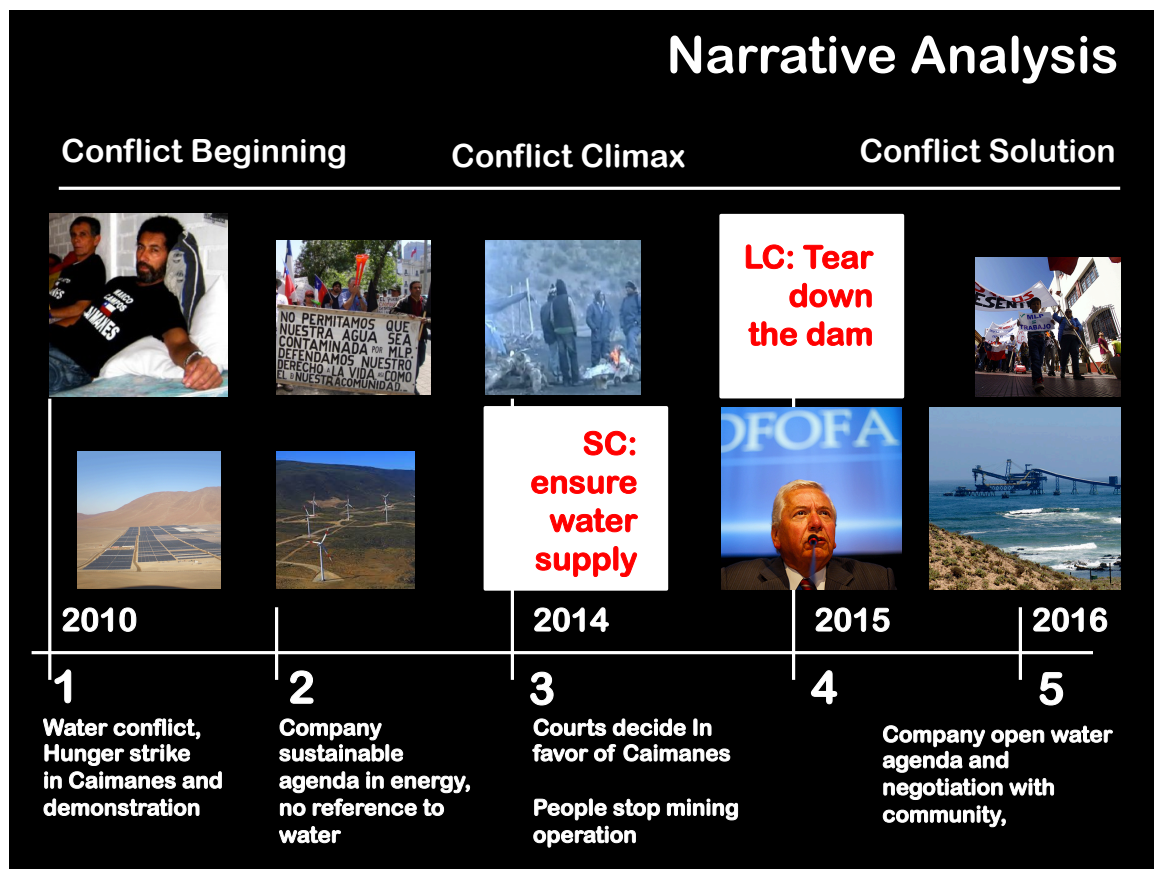 Narrative Analysis
Conflict Beginning
Conflict Climax
Conflict Solution
MARCO
CAMPOS
NO PERMITAMOS QUE
NUESTRA AGUA SEA
CONTAMINADA POR MLP.
DEFENDAMOS NUESTRO
DERECHO A LA VIDA COMO
NUESTRA COMUNIDAD...
SC:
ensure
water
supply
LC: Tear
down
the dam
OFOFA
MLP
TRABAJO
2010
2014
2015
2016
1
Water conflict,
Hunger strike
in Caimanes and
demonstration
2
Company
sustainable
agenda in energy,
no reference to
water
3
Courts decide In
favor of Caimanes
People stop mining
operation
4
5
Company open water
agenda and
negotiation with
community,